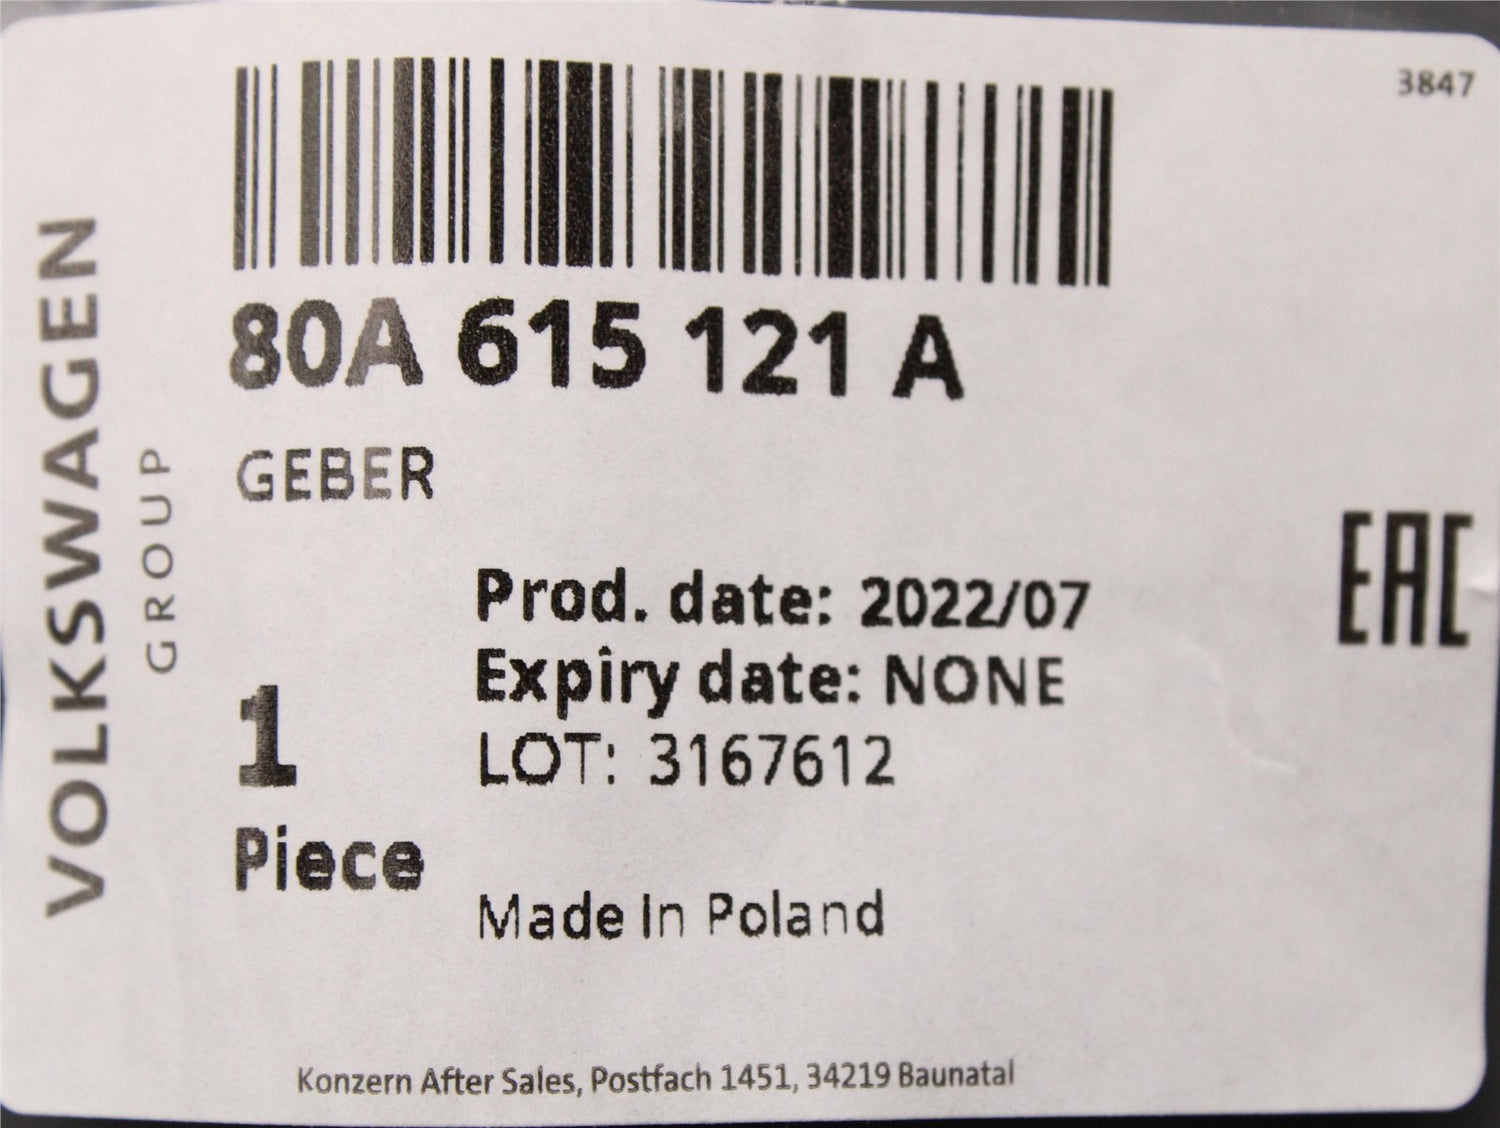 3847
80A 615 121 A
GEBER
VOLKSWAGEN
GROUP
EAC
Prod. date: 2022/07
Expiry date: NONE
LOT: 3167612
1
Piece
Made In Poland
Konzern After Sales, Postfach 1451, 34219 Baunatal